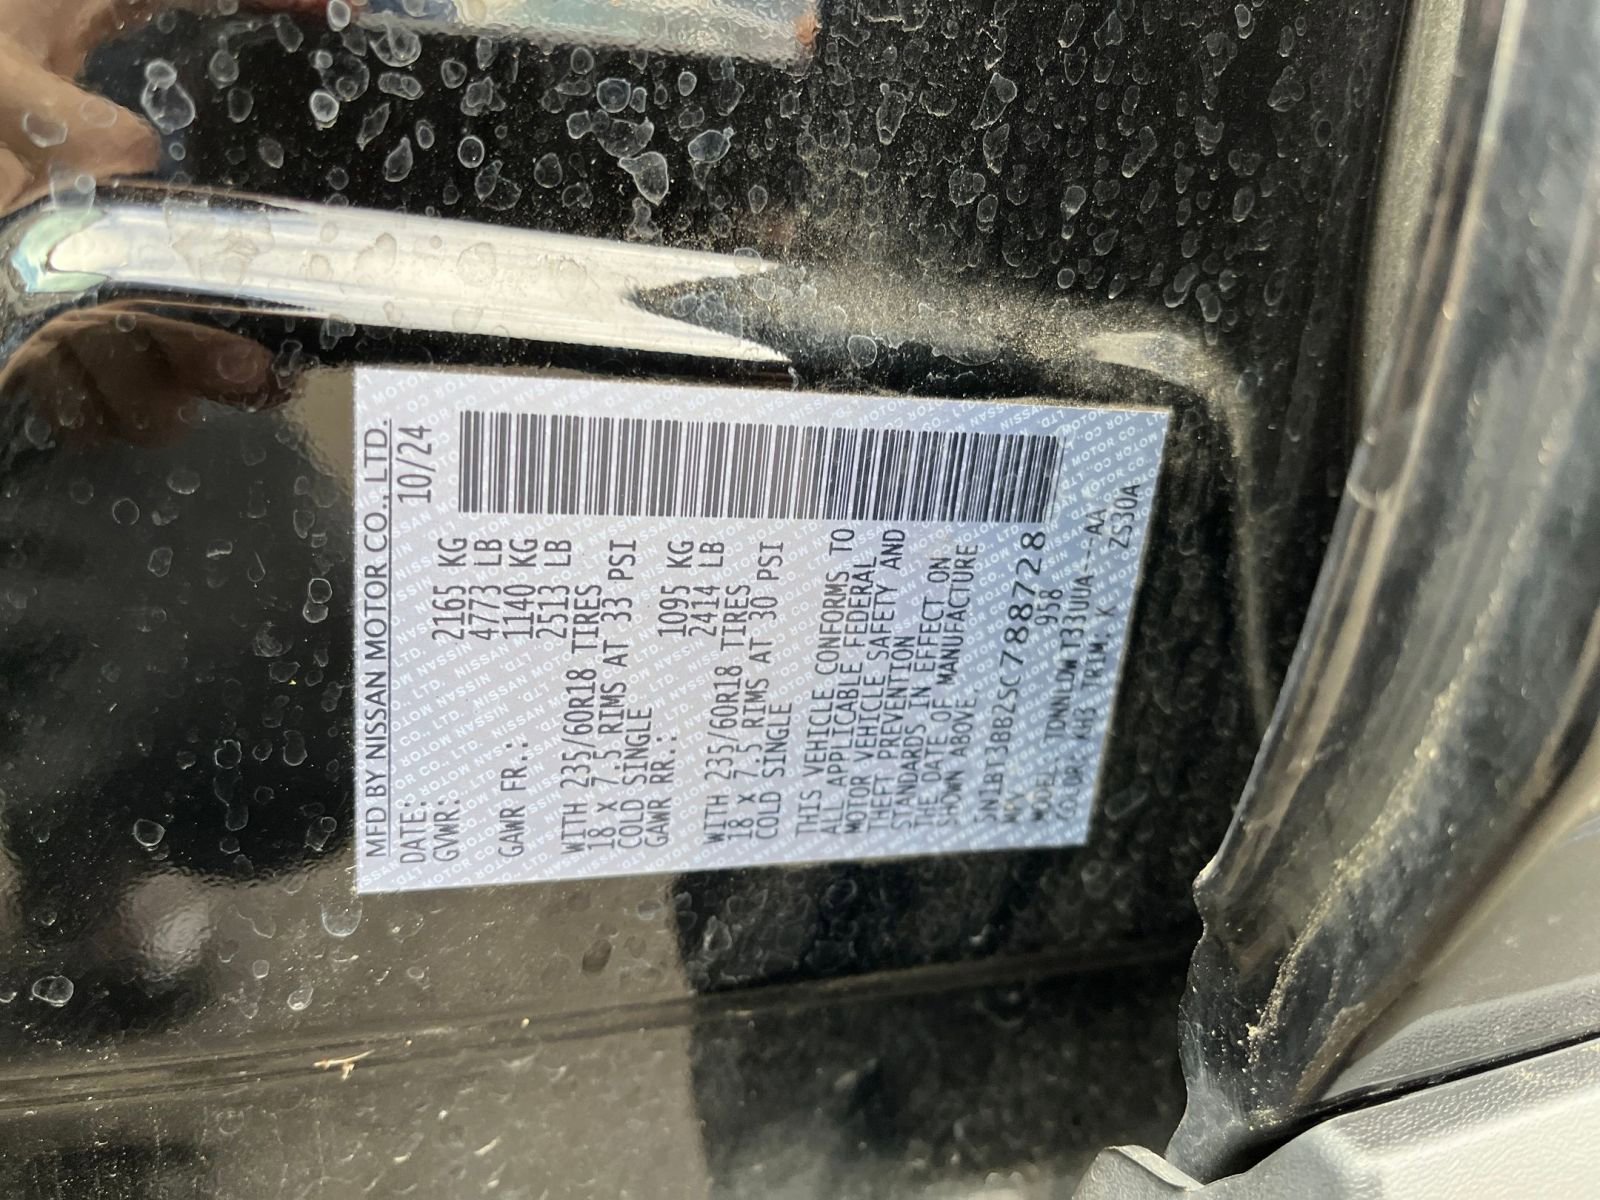 MFD BY NISSAN MOTOR CO., LTD.
DATE: 10/24
GVWR: 2165 KG
4773 LB
GAWR FR.: 1140 KG
2513 LB
WITH 235/60R18 TIRES
18 X 7.5 RIMS AT 33 PSI
COLD SINGLE
GAWR RR.: 1095 KG
2414 LB
WITH 235/60R18 TIRES
18 X 7.5 RIMS AT 30 PSI
COLD SINGLE
THIS VEHICLE CONFORMS TO
ALL APPLICABLE FEDERAL
MOTOR VEHICLE SAFETY AND
THEFT PREVENTION
STANDARDS IN EFFECT ON
THE DATE OF MANUFACTURE
SHOWN ABOVE.
5N1BT3BB2SC788728
958
MODEL: TDNNLDW T33UUA---AA
COLOR: KH3 TRIM: K ZS30A